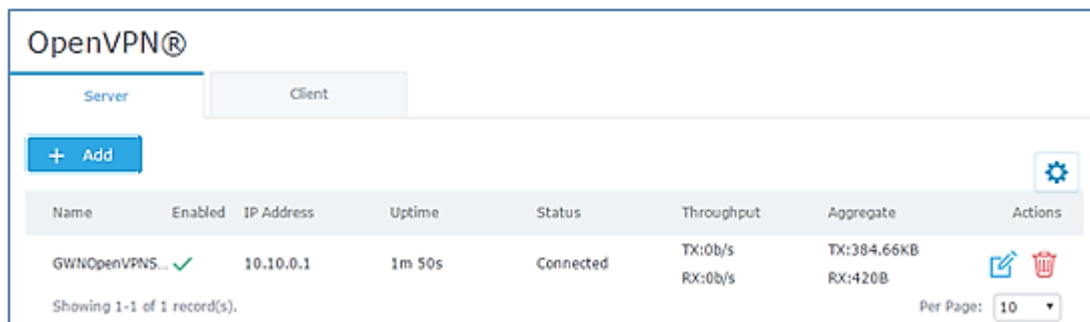 OpenVPN®
Server Client
+ Add
Name Enabled IP Address Uptime Status Throughput Aggregate Actions
GWNOpenVPNS... 10.10.0.1 1m 50s Connected TX:0b/s TX:384.66KB
RX:0b/s RX:420B
Showing 1-1 of 1 record(s). Per Page: 10